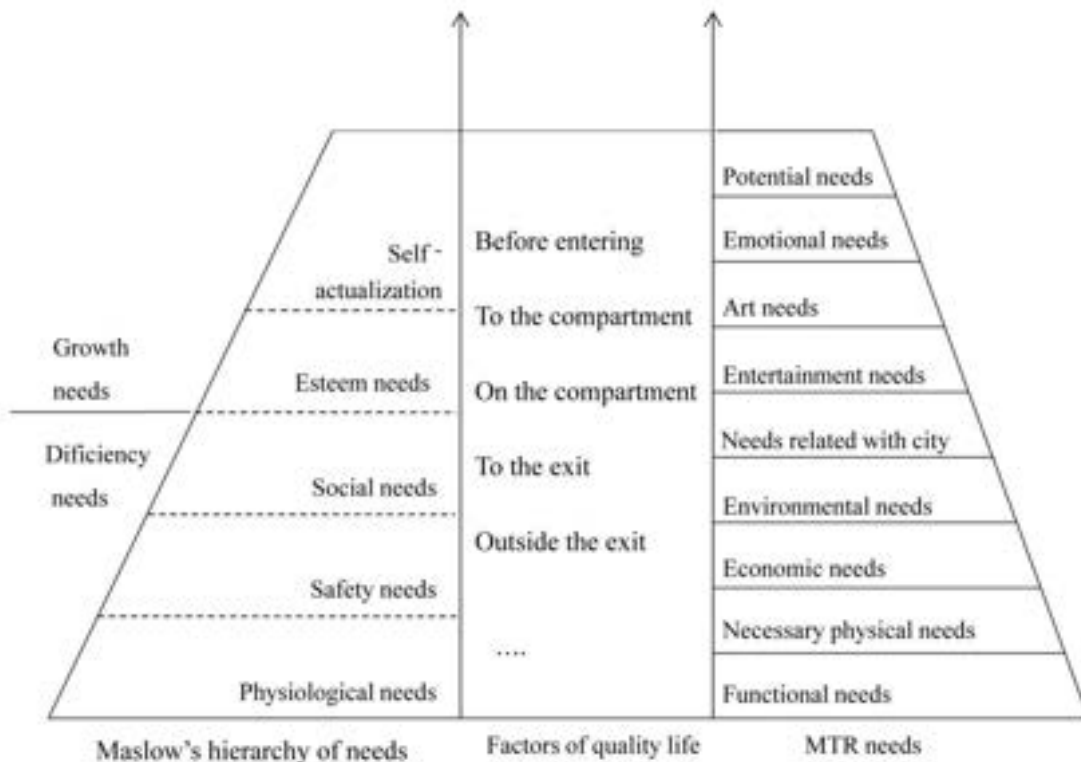 Growth
needs
Dificiency
needs
Self -
actualization
Esteem needs
Social needs
Safety needs
Physiological needs
Maslow's hierarchy of needs
Before entering
To the compartment
On the compartment
To the exit
Outside the exit
....
Factors of quality life
Potential needs
Emotional needs
Art needs
Entertainment needs
Needs related with city
Environmental needs
Economic needs
Necessary physical needs
Functional needs
MTR needs